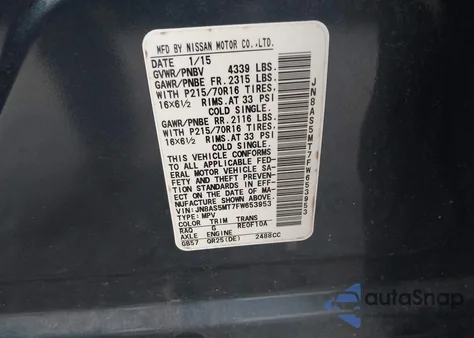 MFD BY NISSAN MOTOR CO.,LTD.
DATE 1/15
GVWR/PNBV 4339 LBS.
GAWR/PNBE FR. 2315 LBS.
WITH P215/70R16 TIRES.
16X6½ RIMS.AT 33 PSI
COLD SINGLE.
GAWR/PNBE RR. 2116 LBS.
WITH P215/70R16 TIRES.
16X6½ RIMS.AT 33 PSI
COLD SINGLE.
THIS VEHICLE CONFORMS
TO ALL APPLICABLE FED
ERAL MOTOR VEHICLE SA
FETY AND THEFT PREVEN
TION STANDARDS IN EFF
ECT ON THE DATE OF MA
NUFACTURE SHOWN ABOVE
VIN:JN8AS5MT7FW653953
TYPE: MPV
COLOR TRIM TRANS
RAQ G RE0F10A
AXLE ENGINE
GB57 QR25(DE) 2488CC
JN8AS5MT7FW653953
autoSnap